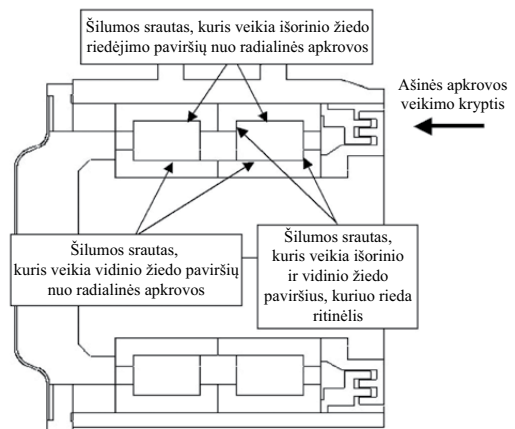 Šilumos srautas, kuris veikia išorinio žiedo
riedėjimo paviršių nuo radialinės apkrovos
Ašinės apkrovos
veikimo kryptis
Šilumos srautas,
kuris veikia vidinio žiedo paviršių
nuo radialinės apkrovos
Šilumos srautas,
kuris veikia išorinio
ir vidinio žiedo
paviršius, kuriuo rieda
ritinėlis